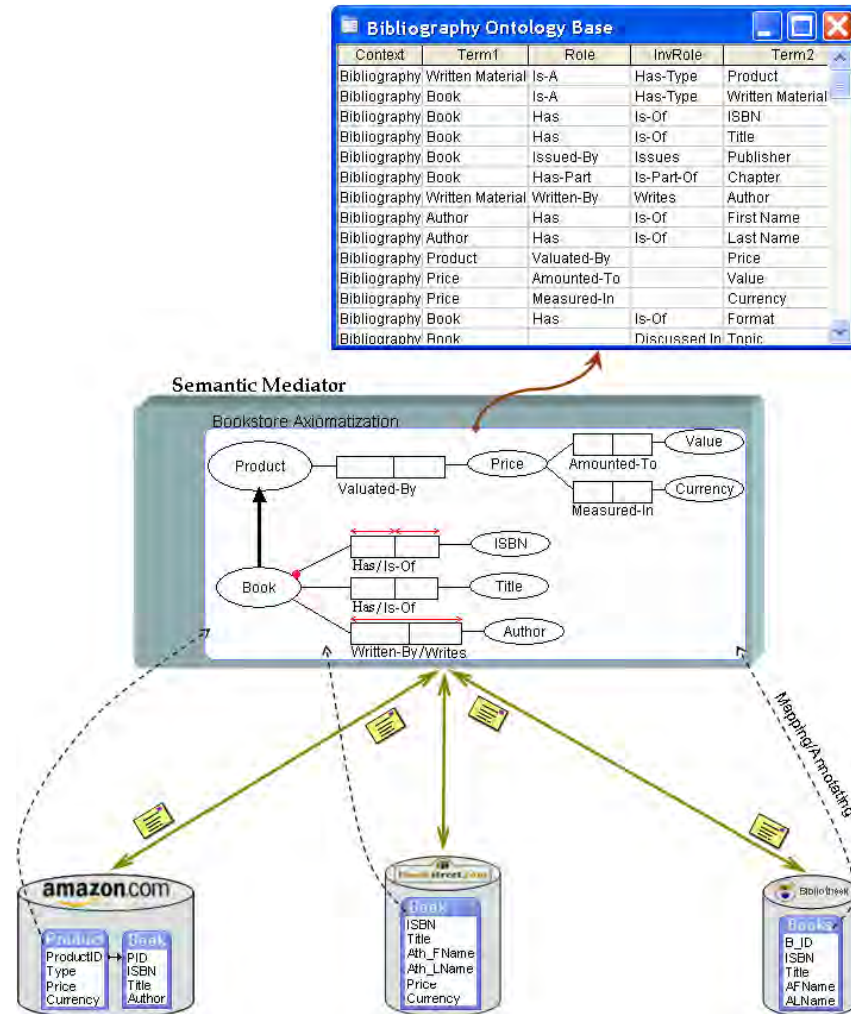 Bibliography Ontology Base
Context Term1 Role InvRole Term2
Bibliography Written Material Is-A Has-Type Product
Bibliography Book Is-A Has-Type Written Material
Bibliography Book Has Is-Of ISBN
Bibliography Book Has Is-Of Title
Bibliography Book Issued-By Issues Publisher
Bibliography Book Has-Part Is-Part-Of Chapter
Bibliography Written Material Written-By Writes Author
Bibliography Author Has Is-Of First Name
Bibliography Author Has Is-Of Last Name
Bibliography Product Valuated-By Price
Bibliography Price Amounted-To Value
Bibliography Price Measured-In Currency
Bibliography Book Has Is-Of Format
Bibliography Book Discussed In Topic
Semantic Mediator
Bookstore Axiomatization
Product
Valuated-By
Price
Amounted-To
Value
Measured-In
Currency
Book
Has/Is-Of
ISBN
Has/Is-Of
Title
Written-By/Writes
Author
Mapping/Annotating
amazon.com
Product
ProductID
Type
Price
Currency
Book
PID
ISBN
Title
Author
Book
ISBN
Title
Ath_FName
Ath_LName
Price
Currency
Bibliotheek
Books
B_ID
ISBN
Title
AFName
ALName